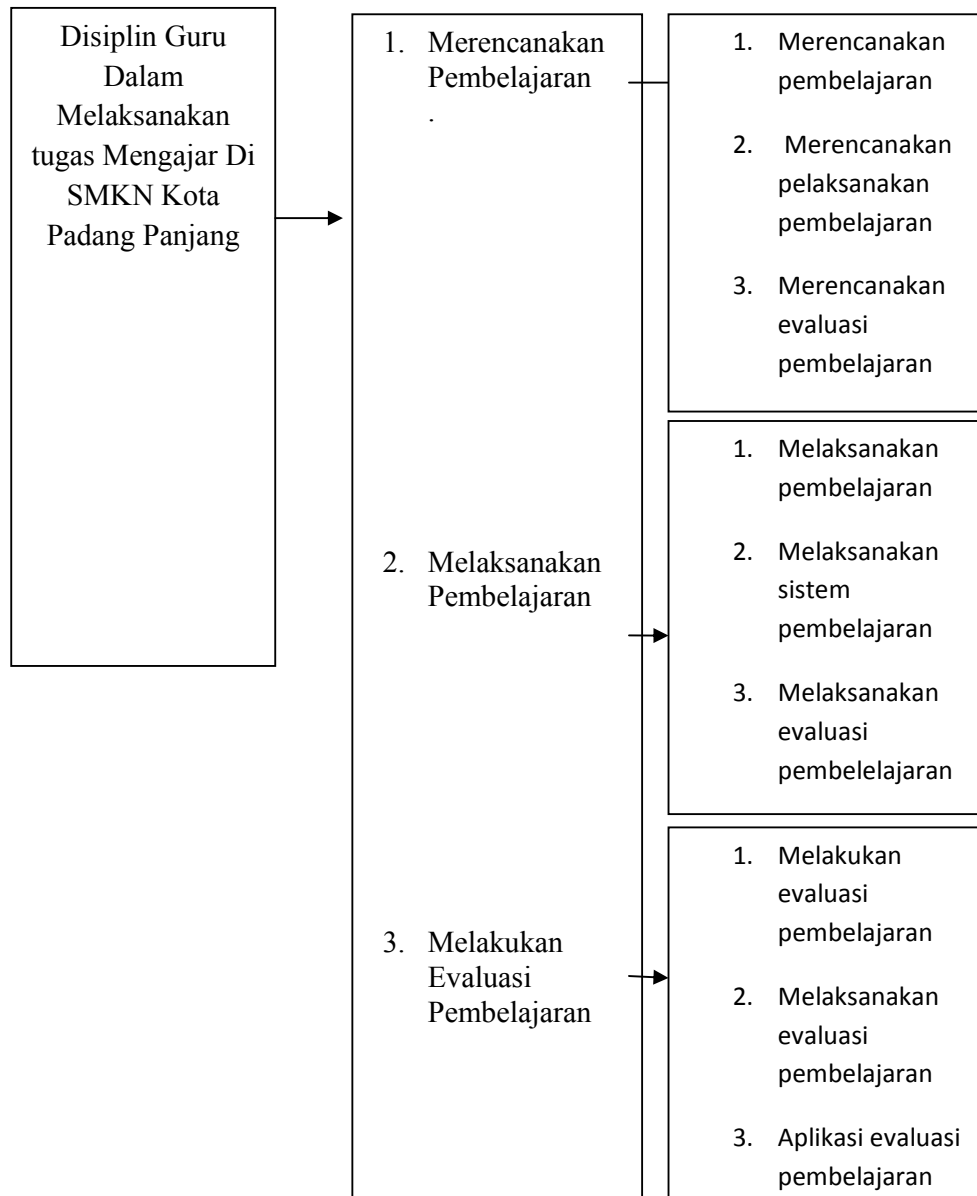 Disiplin Guru
Dalam
Melaksanakan
tugas Mengajar Di
SMKN Kota
Padang Panjang
1. Merencanakan
Pembelajaran
.
2. Melaksanakan
Pembelajaran
3. Melakukan
Evaluasi
Pembelajaran
1. Merencanakan
pembelajaran
2. Merencanakan
pelaksanakan
pembelajaran
3. Merencanakan
evaluasi
pembelajaran
1. Melaksanakan
pembelajaran
2. Melaksanakan
sistem
pembelajaran
3. Melaksanakan
evaluasi
pembelelajaran
1. Melakukan
evaluasi
pembelajaran
2. Melaksanakan
evaluasi
pembelajaran
3. Aplikasi evaluasi
pembelajaran